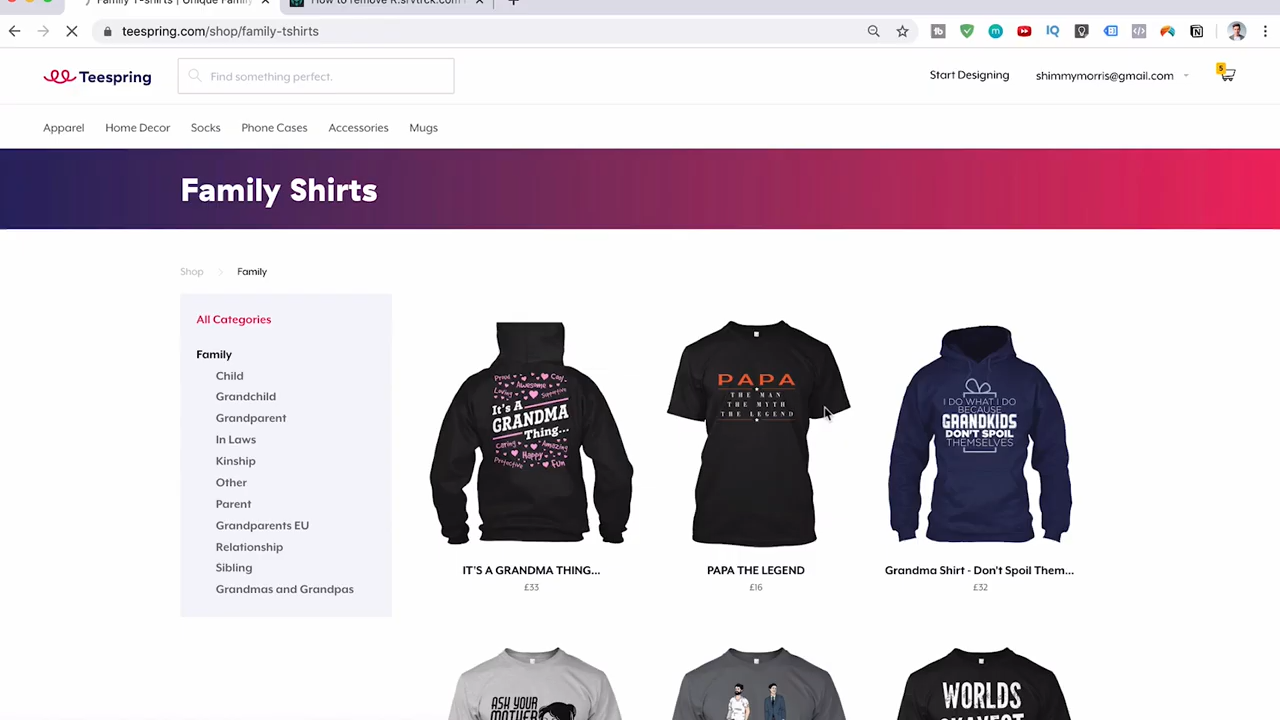 Family T-shirts | Unique Family
How to remove R.srvtrck.com
teespring.com/shop/family-tshirts
Teespring
Find something perfect.
Start Designing
shimmymorris@gmail.com
5
Apparel
Home Decor
Socks
Phone Cases
Accessories
Mugs
Family Shirts
Shop
Family
All Categories
Family
Child
Grandchild
Grandparent
In Laws
Kinship
Other
Parent
Grandparents EU
Relationship
Sibling
Grandmas and Grandpas
Proud Cool
Awesome
Loving Supportive
It's A
GRANDMA
Thing...
Caring Amazing
Happy
Protective Fun
IT'S A GRANDMA THING...
£33
PAPA
THE MAN
THE MYTH
THE LEGEND
PAPA THE LEGEND
£16
I DO WHAT I DO
BECAUSE
GRANDKIDS
DON'T SPOIL
THEMSELVES
Grandma Shirt - Don't Spoil Them...
£32
ASK YOUR
MOTHER
WORLDS
OKAYEST